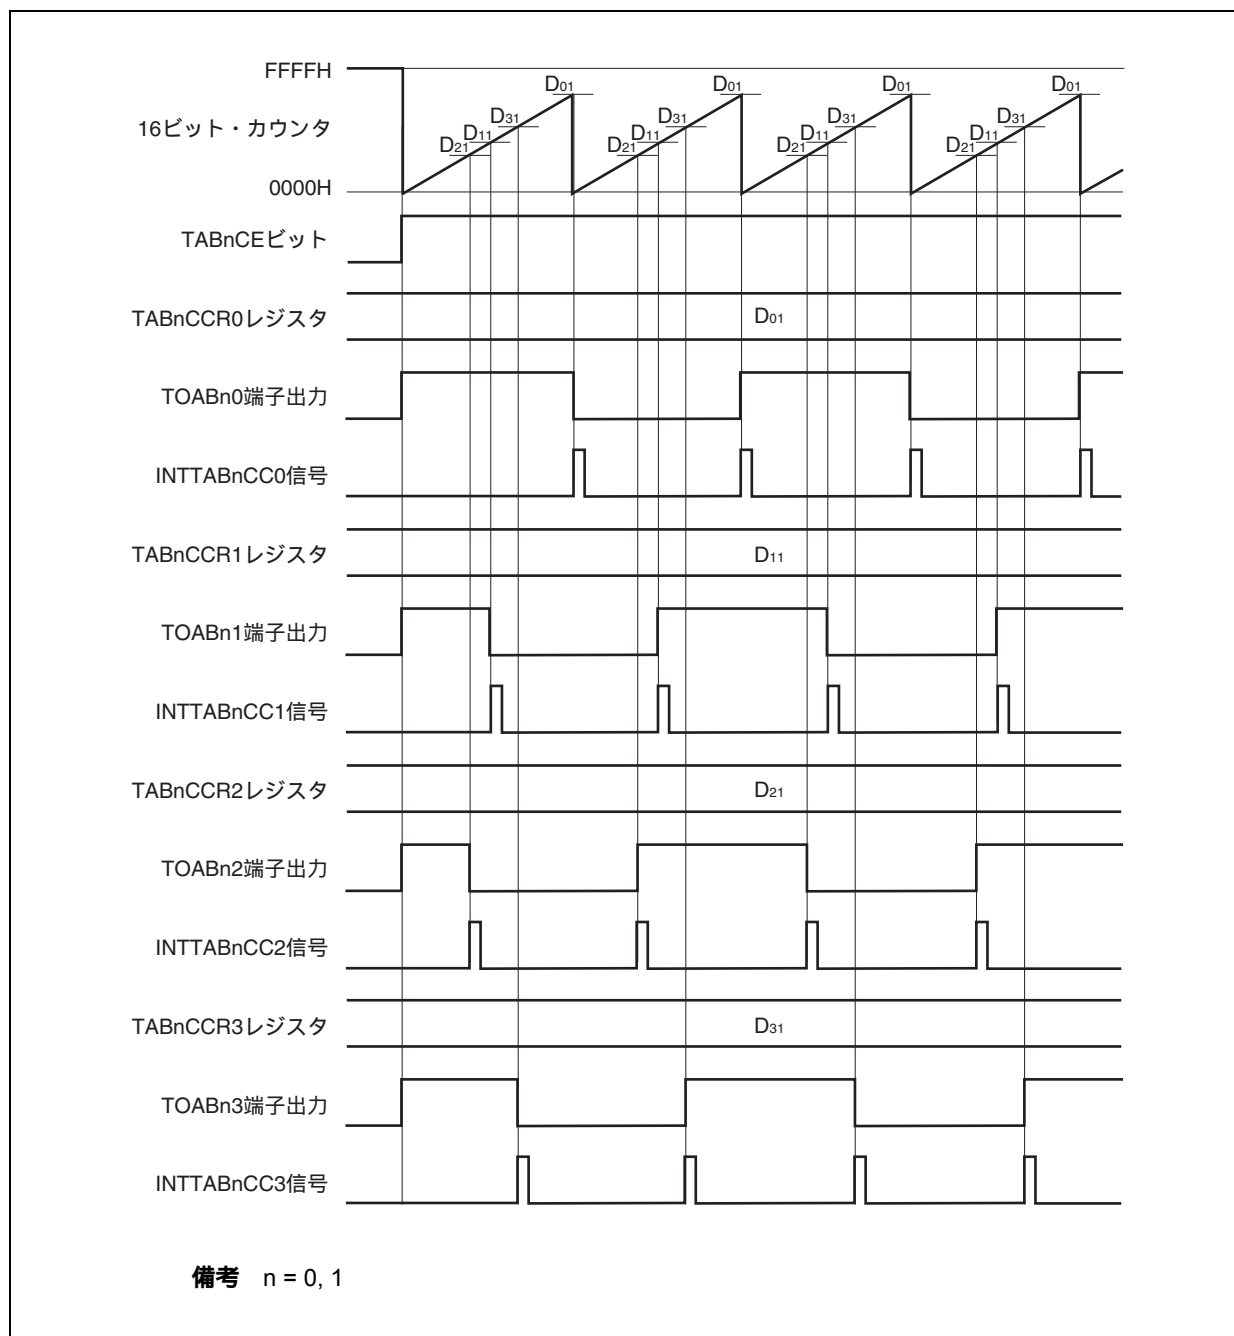 FFFFH
D01 D01 D01 D01
16ビット・カウンタ
D31 D31 D31 D31
D11 D11 D11 D11
D21 D21 D21 D21
0000H
TABnCEビット
TABnCCR0レジスタ D01
TOABn0端子出力
INTTABnCC0信号
TABnCCR1レジスタ D11
TOABn1端子出力
INTTABnCC1信号
TABnCCR2レジスタ D21
TOABn2端子出力
INTTABnCC2信号
TABnCCR3レジスタ D31
TOABn3端子出力
INTTABnCC3信号
備考 n = 0, 1